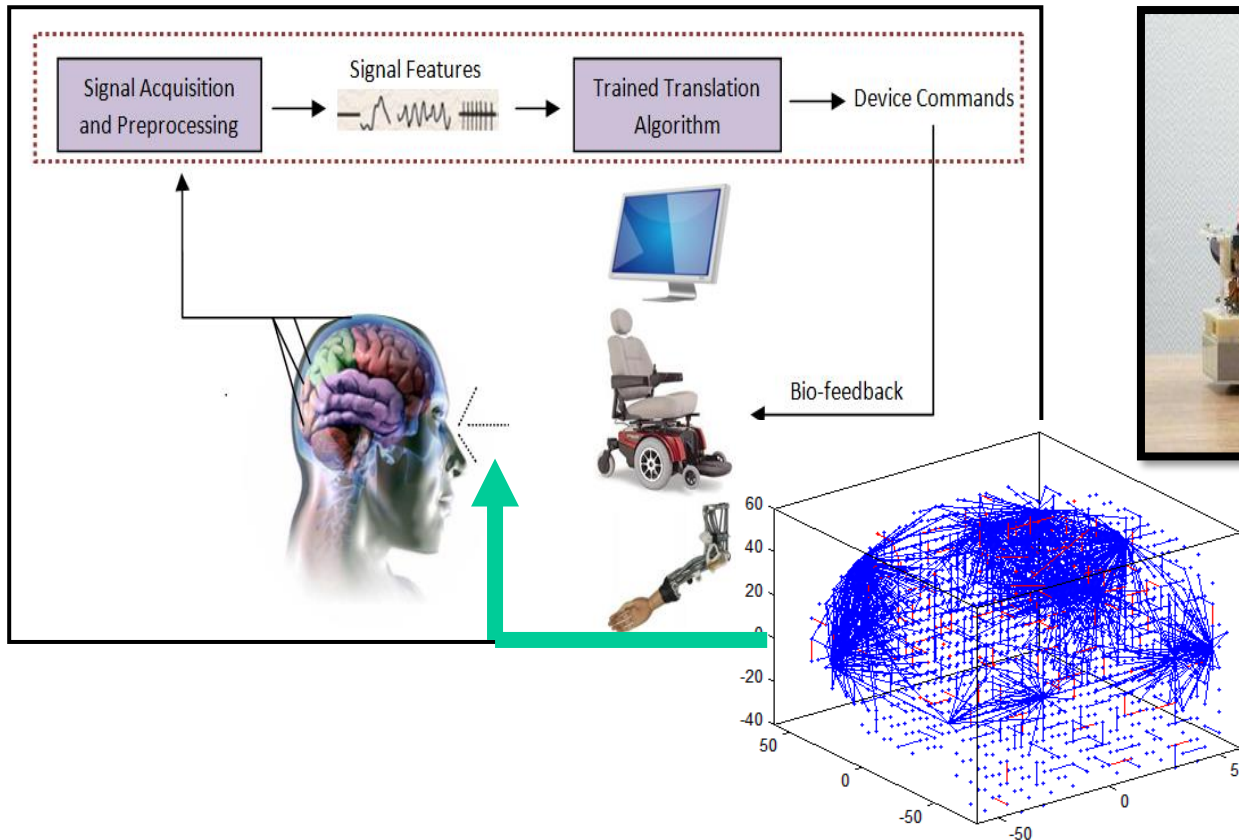 Signal Acquisition
and Preprocessing
Signal Features
Trained Translation
Algorithm
Device Commands
Bio-feedback
60
40
20
0
-20
-40
50
0
-50
-50
0
5